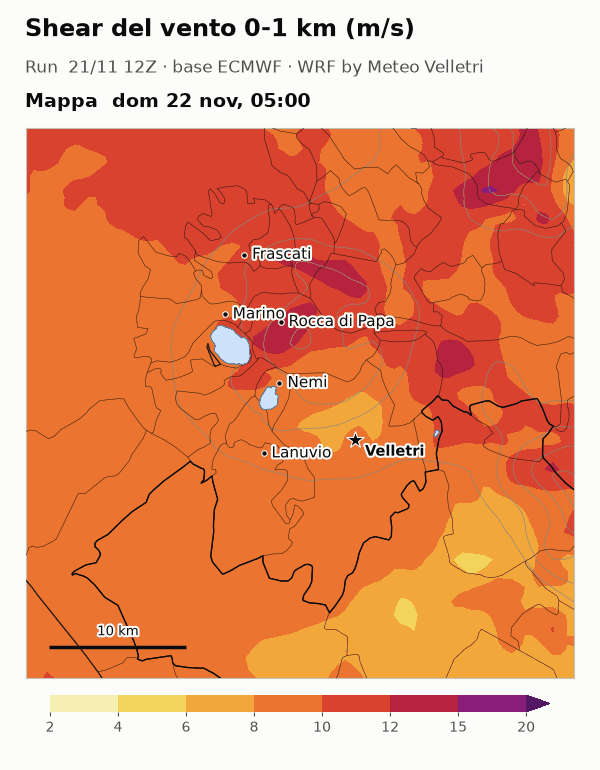 Shear del vento 0-1 km (m/s)
Run 21/11 12Z · base ECMWF · WRF by Meteo Velletri
Mappa dom 22 nov, 05:00
Frascati
Marino
Rocca di Papa
Nemi
Velletri
Lanuvio
10 km
2 4 6 8 10 12 15 20